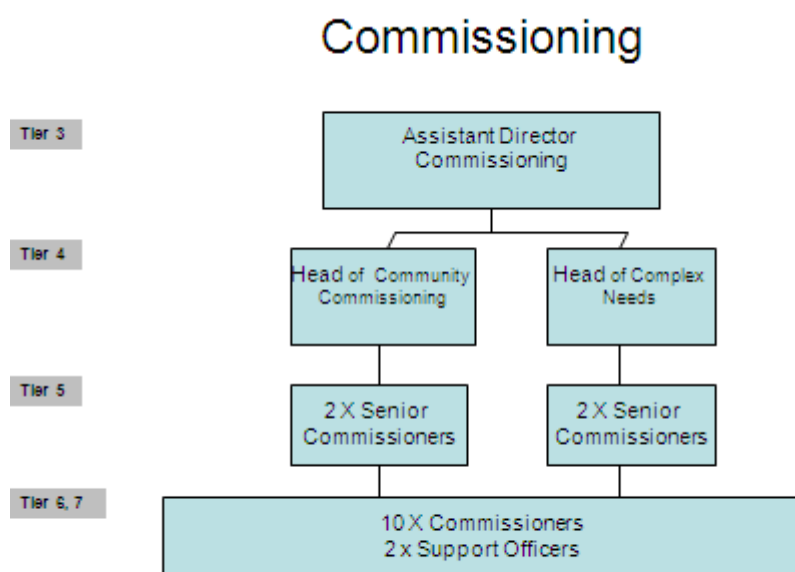 Commissioning
Tier 3
Assistant Director
Commissioning
Tier 4
Head of Community
Commissioning
Head of Complex
Needs
Tier 5
2 X Senior
Commissioners
2 X Senior
Commissioners
Tier 6, 7
10 X Commissioners
2 x Support Officers